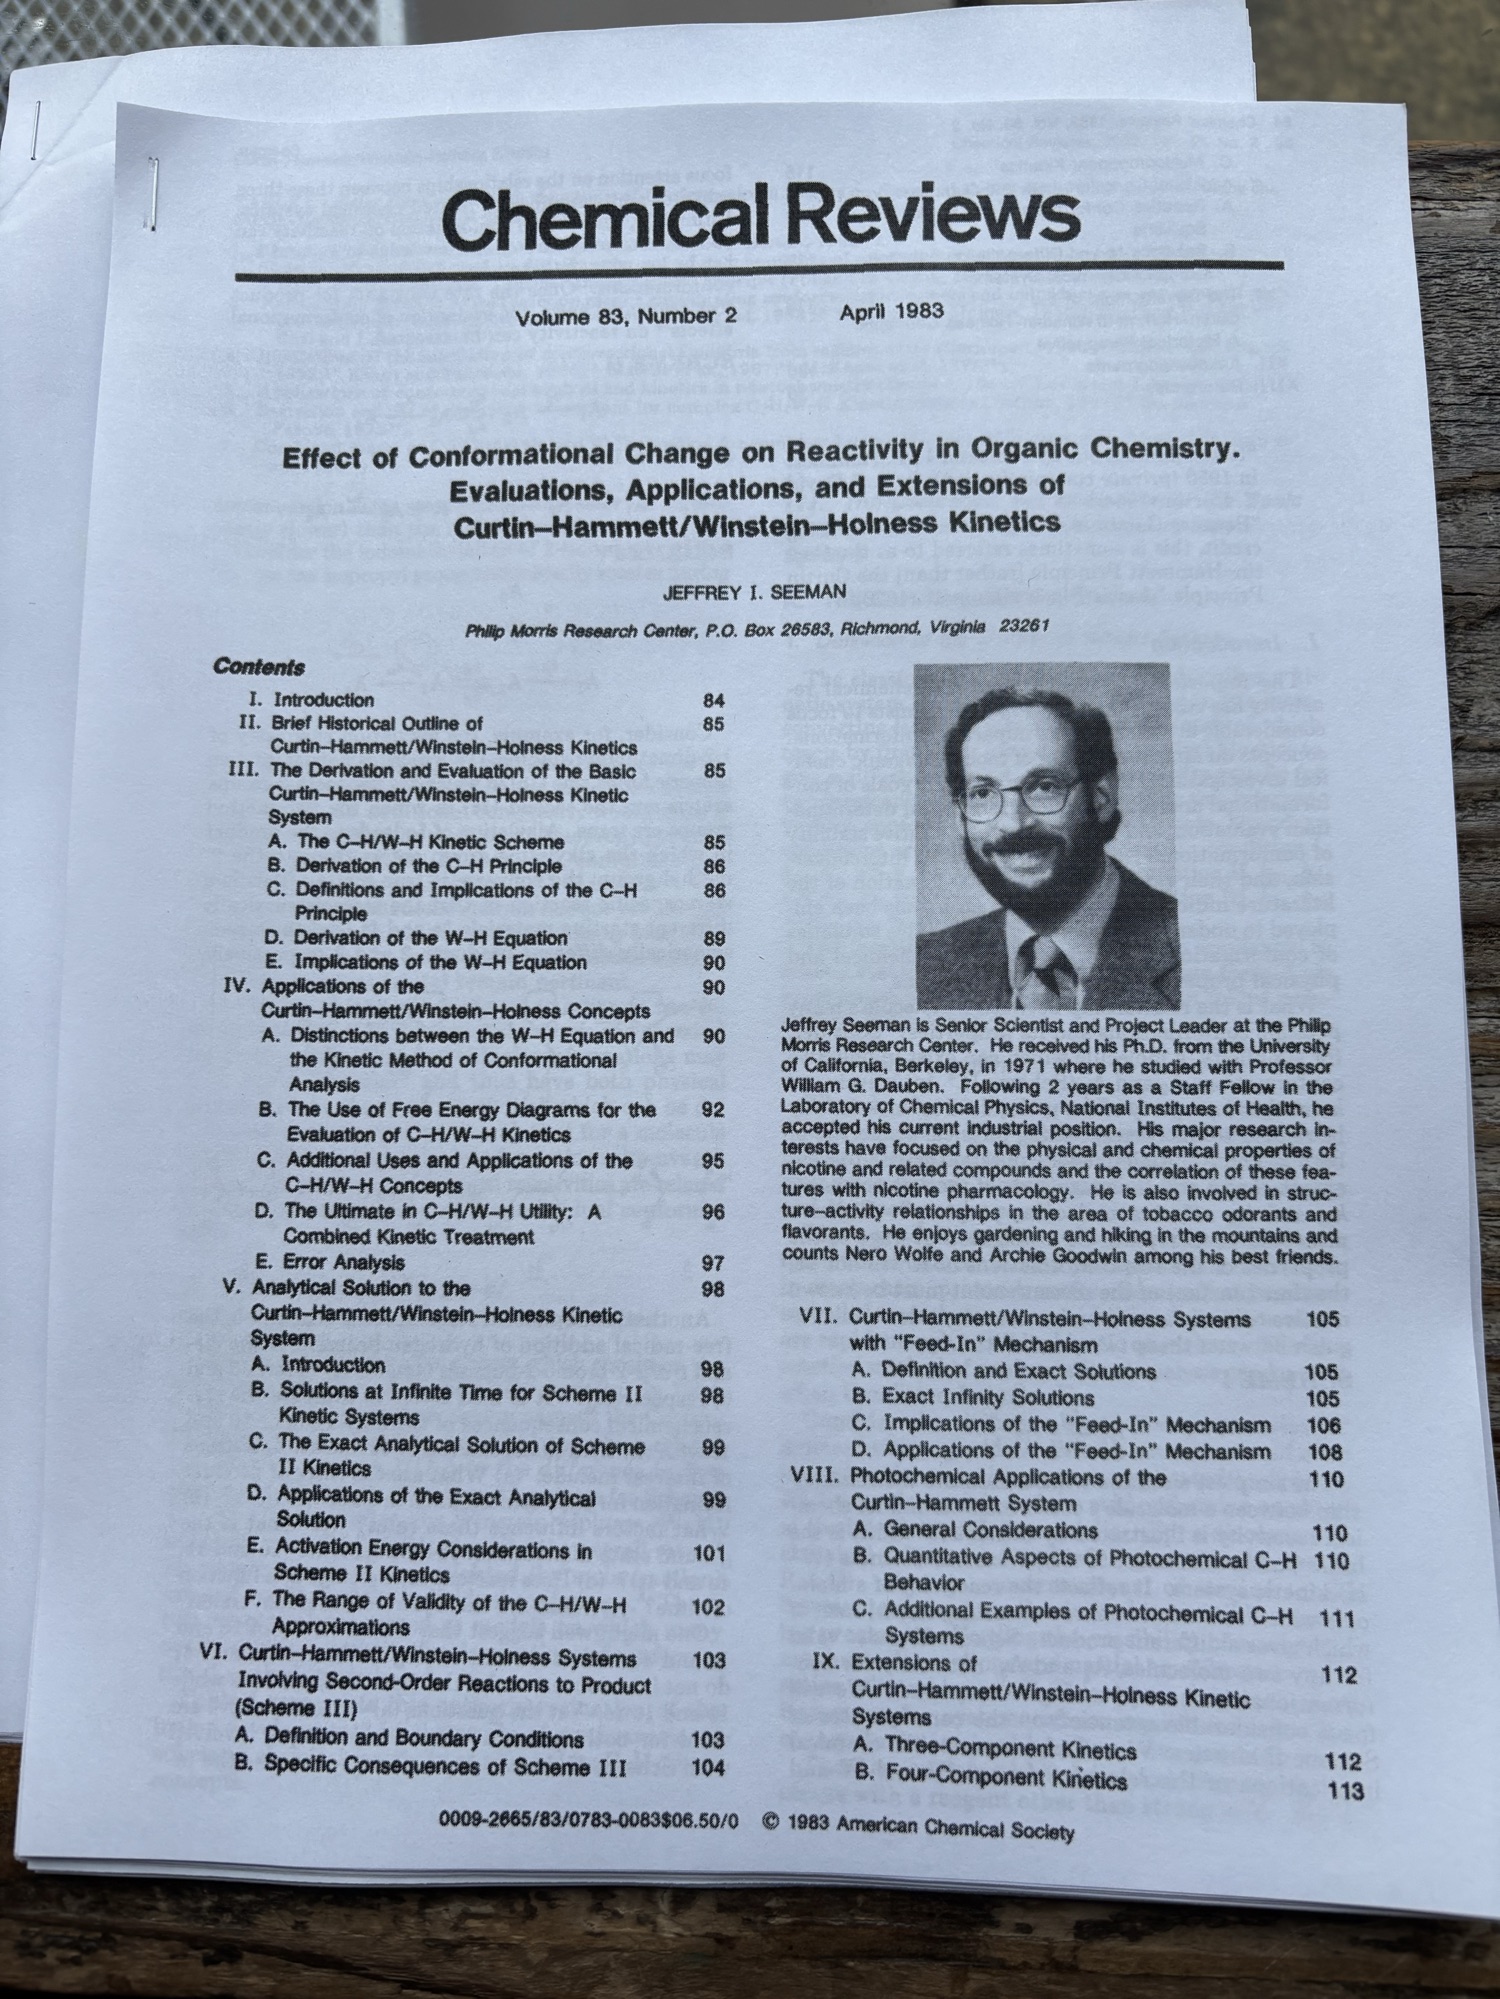 Chemical Reviews
Volume 83, Number 2 April 1983
Effect of Conformational Change on Reactivity in Organic Chemistry.
Evaluations, Applications, and Extensions of
Curtin–Hammett/Winstein–Holness Kinetics
JEFFREY I. SEEMAN
Philip Morris Research Center, P.O. Box 26583, Richmond, Virginia 23261
Contents
I. Introduction 84
II. Brief Historical Outline of 85
Curtin–Hammett/Winstein–Holness Kinetics
III. The Derivation and Evaluation of the Basic 85
Curtin–Hammett/Winstein–Holness Kinetic
System
A. The C–H/W–H Kinetic Scheme 85
B. Derivation of the C–H Principle 86
C. Definitions and Implications of the C–H 86
Principle
D. Derivation of the W–H Equation 89
E. Implications of the W–H Equation 90
IV. Applications of the 90
Curtin–Hammett/Winstein–Holness Concepts
A. Distinctions between the W–H Equation and 90
the Kinetic Method of Conformational
Analysis
B. The Use of Free Energy Diagrams for the 92
Evaluation of C–H/W–H Kinetics
C. Additional Uses and Applications of the 95
C–H/W–H Concepts
D. The Ultimate in C–H/W–H Utility: A 96
Combined Kinetic Treatment
E. Error Analysis 97
V. Analytical Solution to the 98
Curtin–Hammett/Winstein–Holness Kinetic
System
A. Introduction 98
B. Solutions at Infinite Time for Scheme II 98
Kinetic Systems
C. The Exact Analytical Solution of Scheme 99
II Kinetics
D. Applications of the Exact Analytical 99
Solution
E. Activation Energy Considerations in 101
Scheme II Kinetics
F. The Range of Validity of the C–H/W–H 102
Approximations
VI. Curtin–Hammett/Winstein–Holness Systems 103
Involving Second-Order Reactions to Product
(Scheme III)
A. Definition and Boundary Conditions 103
B. Specific Consequences of Scheme III 104
Jeffrey Seeman is Senior Scientist and Project Leader at the Philip
Morris Research Center. He received his Ph.D. from the University
of California, Berkeley, in 1971 where he studied with Professor
William G. Dauben. Following 2 years as a Staff Fellow in the
Laboratory of Chemical Physics, National Institutes of Health, he
accepted his current industrial position. His major research in-
terests have focused on the physical and chemical properties of
nicotine and related compounds and the correlation of these fea-
tures with nicotine pharmacology. He is also involved in struc-
ture–activity relationships in the area of tobacco odorants and
flavorants. He enjoys gardening and hiking in the mountains and
counts Nero Wolfe and Archie Goodwin among his best friends.
VII. Curtin–Hammett/Winstein–Holness Systems 105
with "Feed-In" Mechanism
A. Definition and Exact Solutions 105
B. Exact Infinity Solutions 105
C. Implications of the "Feed-In" Mechanism 106
D. Applications of the "Feed-In" Mechanism 108
VIII. Photochemical Applications of the 110
Curtin–Hammett System
A. General Considerations 110
B. Quantitative Aspects of Photochemical C–H 110
Behavior
C. Additional Examples of Photochemical C–H 111
Systems
IX. Extensions of 112
Curtin–Hammett/Winstein–Holness Kinetic
Systems
A. Three-Component Kinetics 112
B. Four-Component Kinetics 113
0009-2665/83/0783-0083$06.50/0 © 1983 American Chemical Society